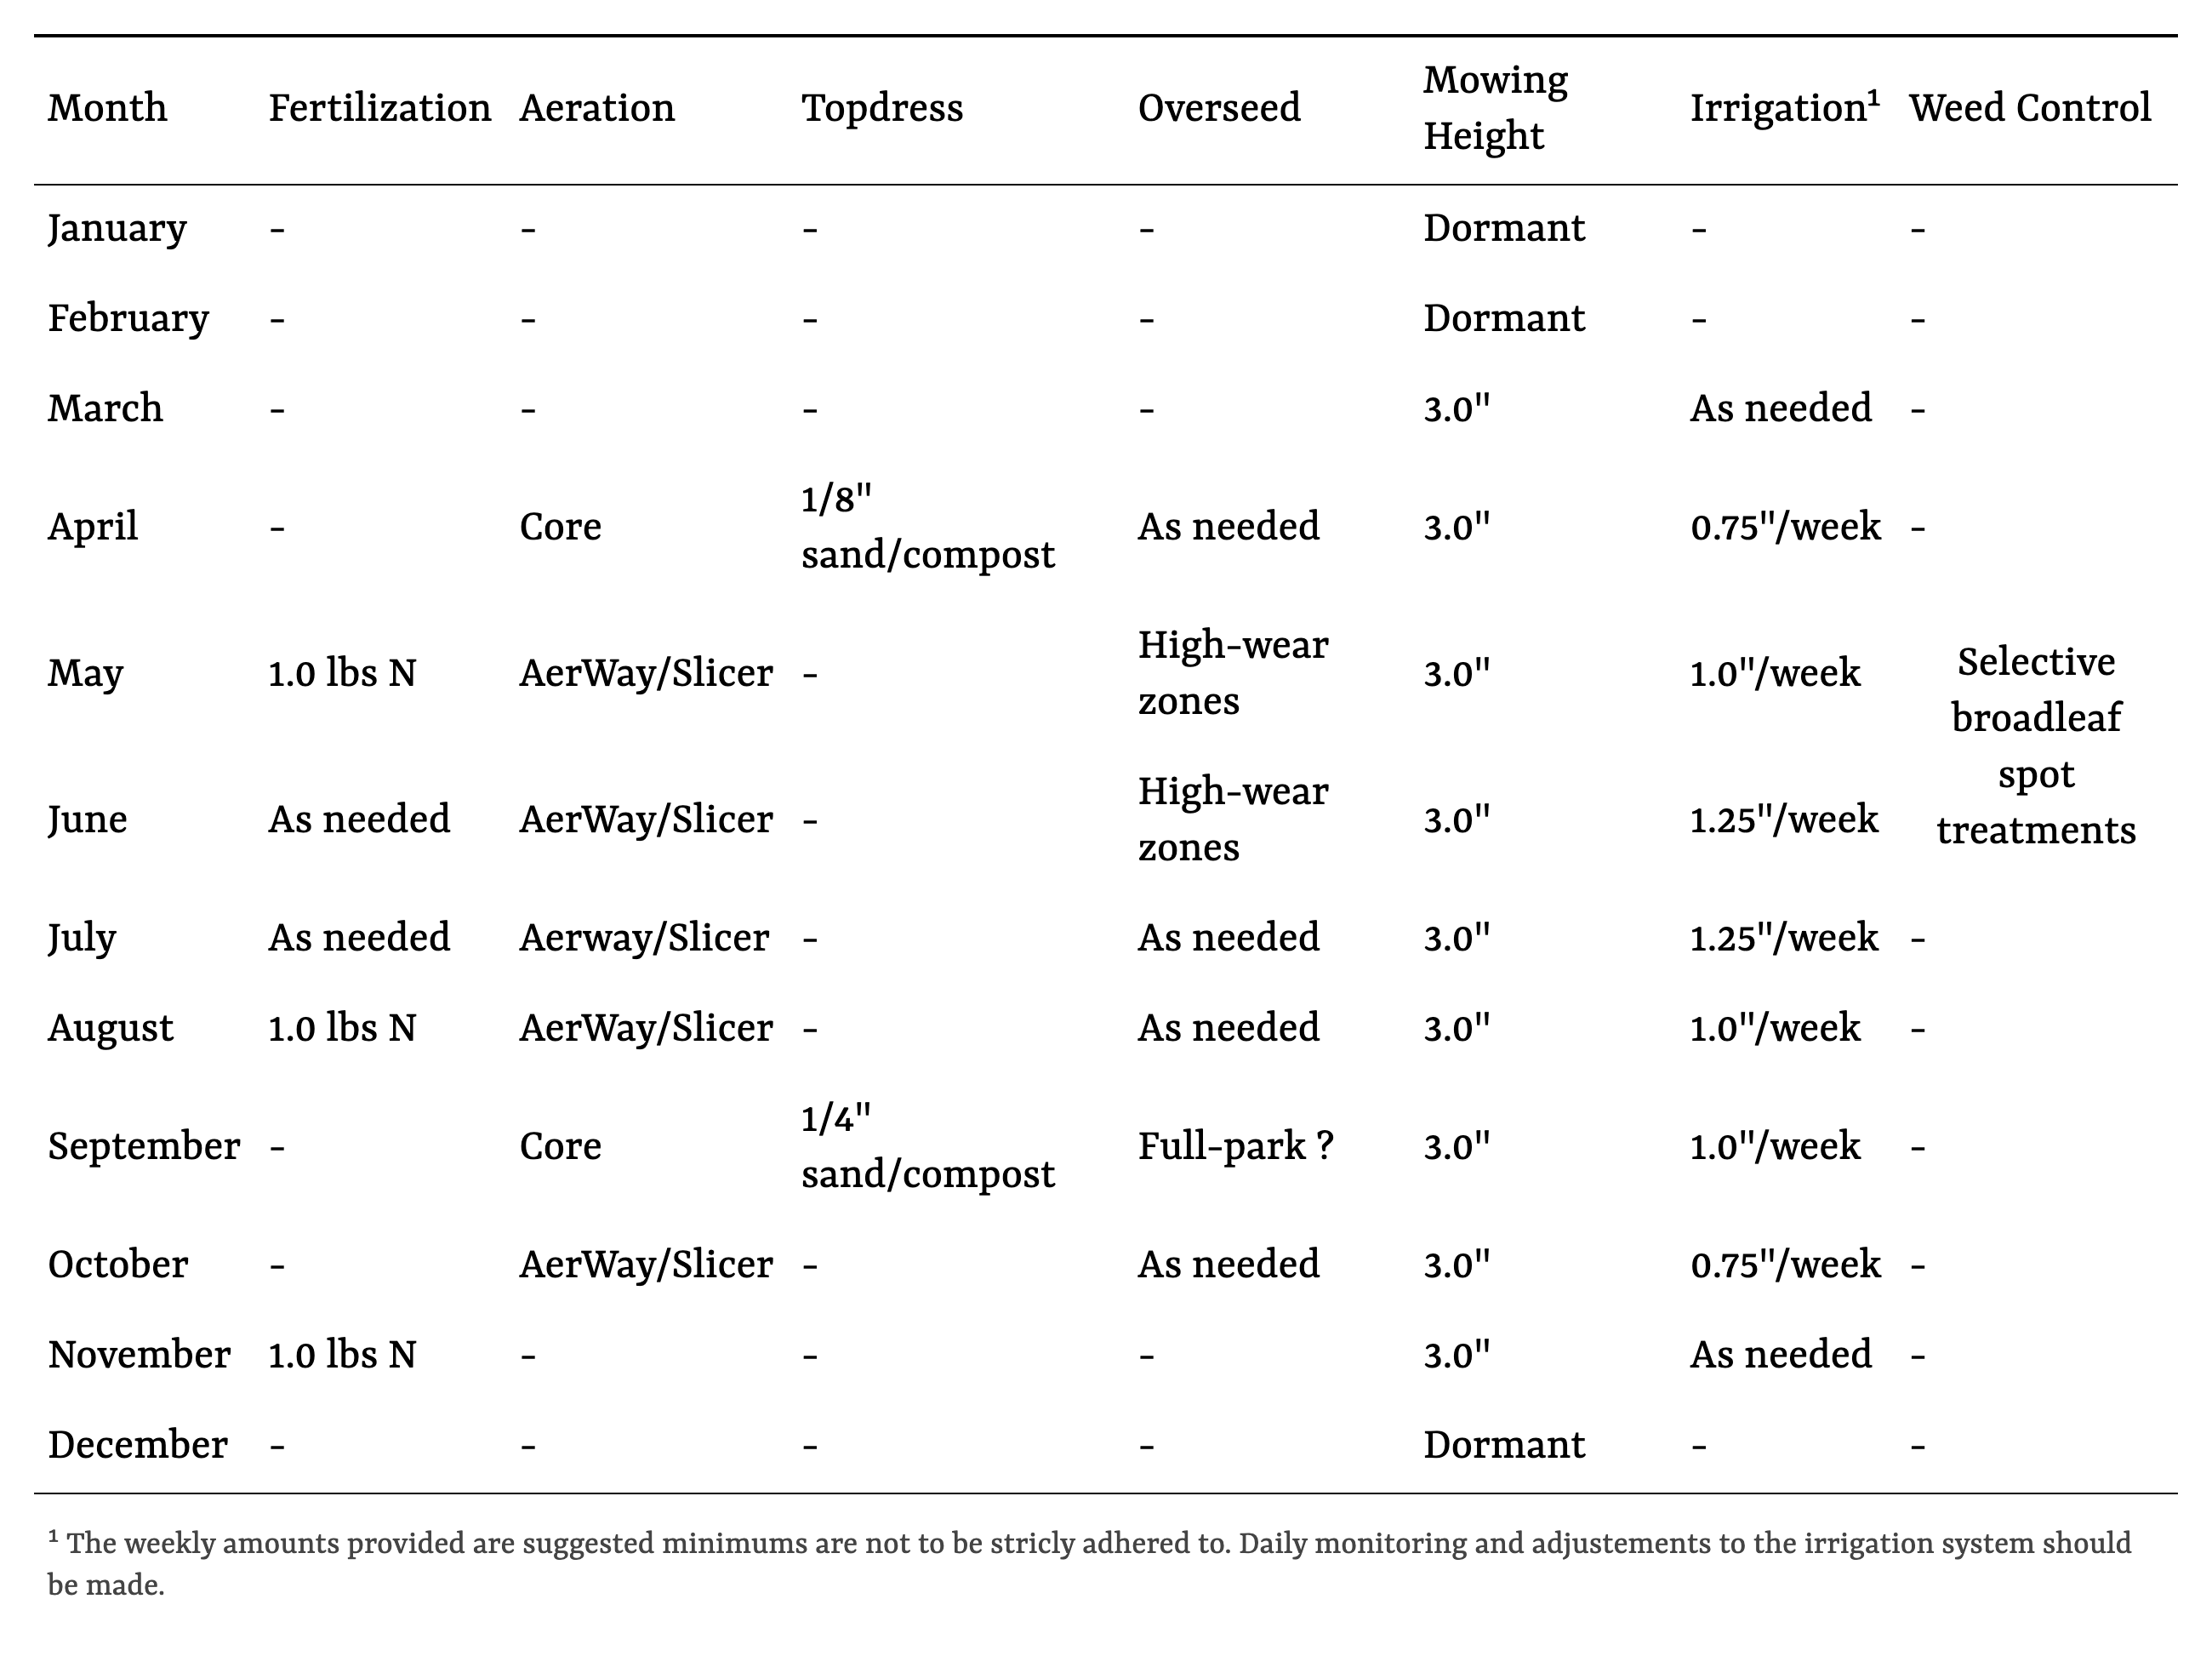 Month Fertilization Aeration Topdress Overseed Mowing Height Irrigation¹ Weed Control
January - - - - Dormant - -
February - - - - Dormant - -
March - - - - 3.0" As needed -
April - Core 1/8" sand/compost As needed 3.0" 0.75"/week -
May 1.0 lbs N AerWay/Slicer - High-wear zones 3.0" 1.0"/week Selective broadleaf spot treatments
June As needed AerWay/Slicer - High-wear zones 3.0" 1.25"/week
July As needed Aerway/Slicer - As needed 3.0" 1.25"/week -
August 1.0 lbs N AerWay/Slicer - As needed 3.0" 1.0"/week -
September - Core 1/4" sand/compost Full-park ? 3.0" 1.0"/week -
October - AerWay/Slicer - As needed 3.0" 0.75"/week -
November 1.0 lbs N - - - 3.0" As needed -
December - - - - Dormant - -
¹ The weekly amounts provided are suggested minimums are not to be stricly adhered to. Daily monitoring and adjustements to the irrigation system should
be made.